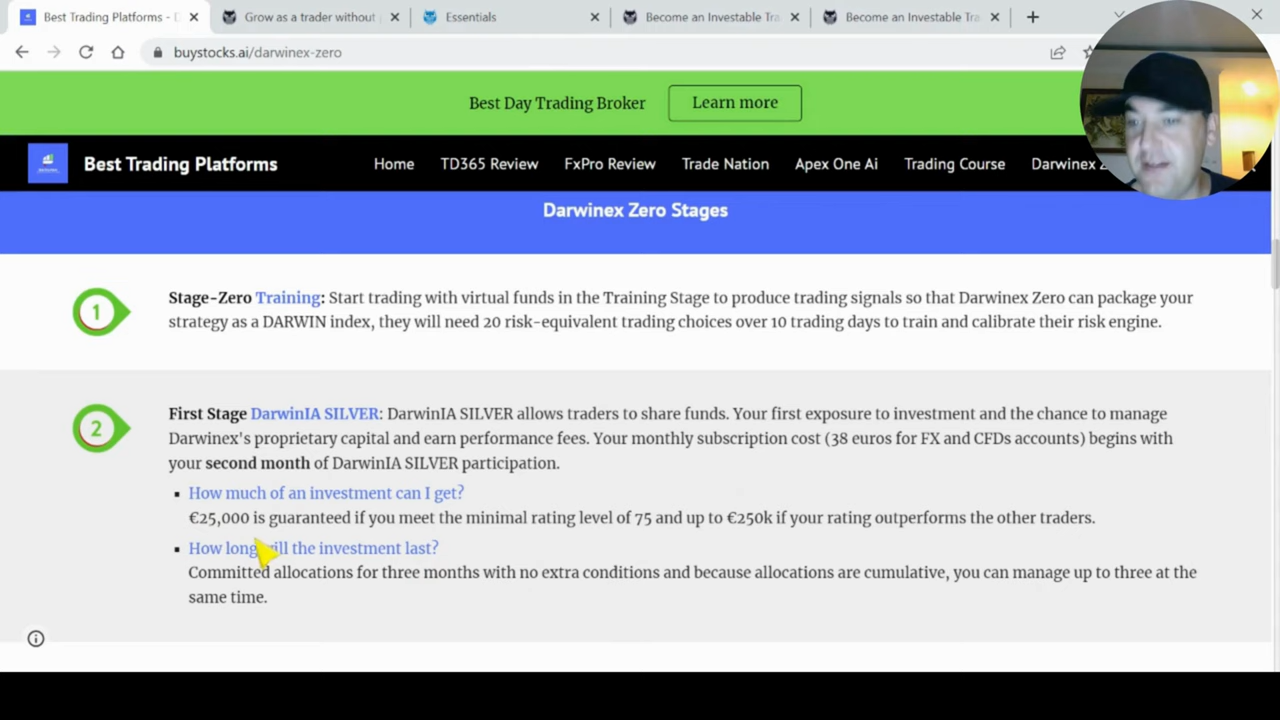 Best Trading Platforms - D
Grow as a trader without
Essentials
Become an Investable Tra
Become an Investable Tra
buystocks.ai/darwinex-zero
Best Day Trading Broker
Learn more
Best Trading Platforms
Home
TD365 Review
FxPro Review
Trade Nation
Apex One Ai
Trading Course
Darwinex Z
Darwinex Zero Stages
1
Stage-Zero Training: Start trading with virtual funds in the Training Stage to produce trading signals so that Darwinex Zero can package your
strategy as a DARWIN index, they will need 20 risk-equivalent trading choices over 10 trading days to train and calibrate their risk engine.
2
First Stage DarwinIA SILVER: DarwinIA SILVER allows traders to share funds. Your first exposure to investment and the chance to manage
Darwinex's proprietary capital and earn performance fees. Your monthly subscription cost (38 euros for FX and CFDs accounts) begins with
your second month of DarwinIA SILVER participation.
How much of an investment can I get?
€25,000 is guaranteed if you meet the minimal rating level of 75 and up to €250k if your rating outperforms the other traders.
How long will the investment last?
Committed allocations for three months with no extra conditions and because allocations are cumulative, you can manage up to three at the
same time.